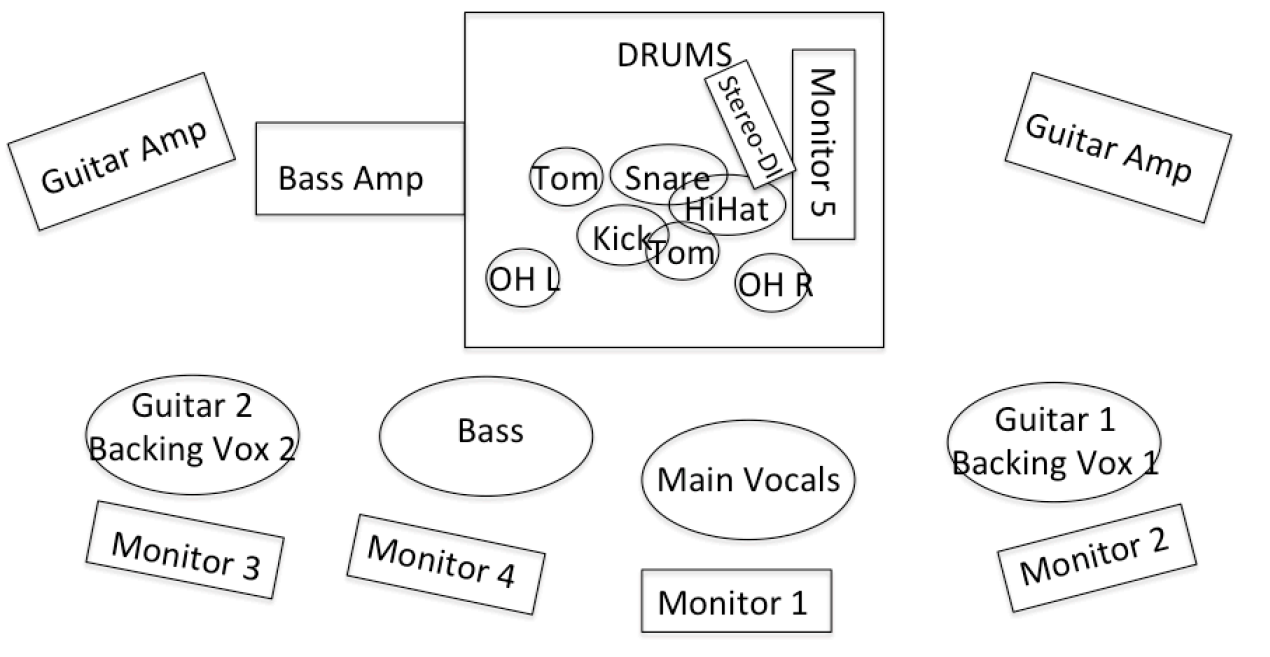 DRUMS
Guitar Amp
Bass Amp
Stereo-DI
Monitor 5
Guitar Amp
Tom
Snare
HiHat
Kick
Tom
OH L
OH R
Guitar 2
Backing Vox 2
Bass
Main Vocals
Guitar 1
Backing Vox 1
Monitor 3
Monitor 4
Monitor 1
Monitor 2